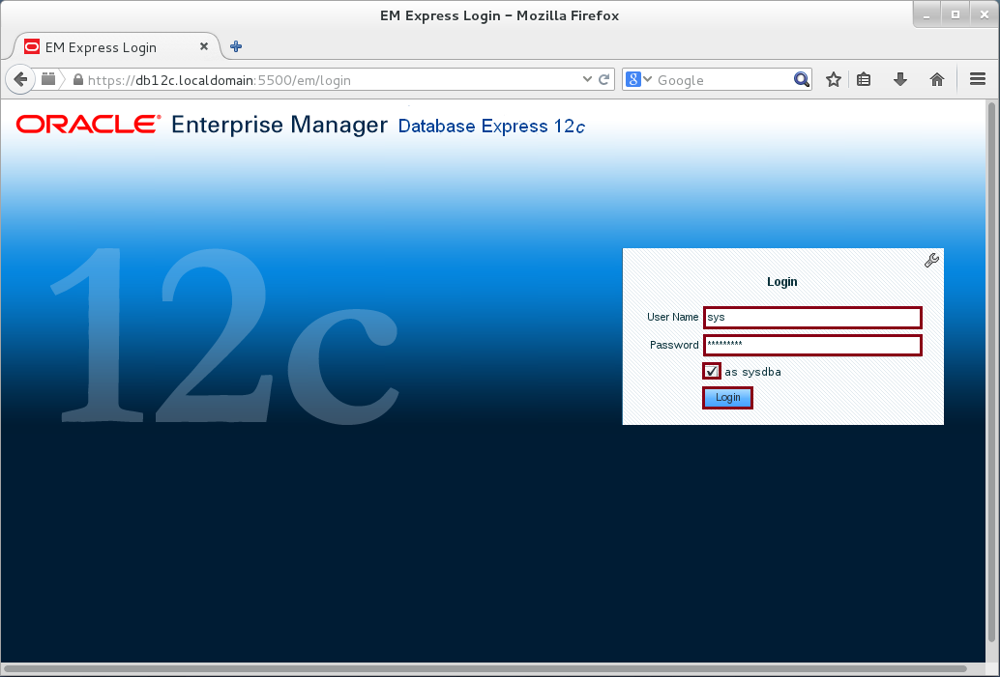 EM Express Login - Mozilla Firefox
EM Express Login
https://db12c.localdomain:5500/em/login
Google
ORACLE® Enterprise Manager Database Express 12c
12c
Login
User Name sys
Password *********
as sysdba
Login